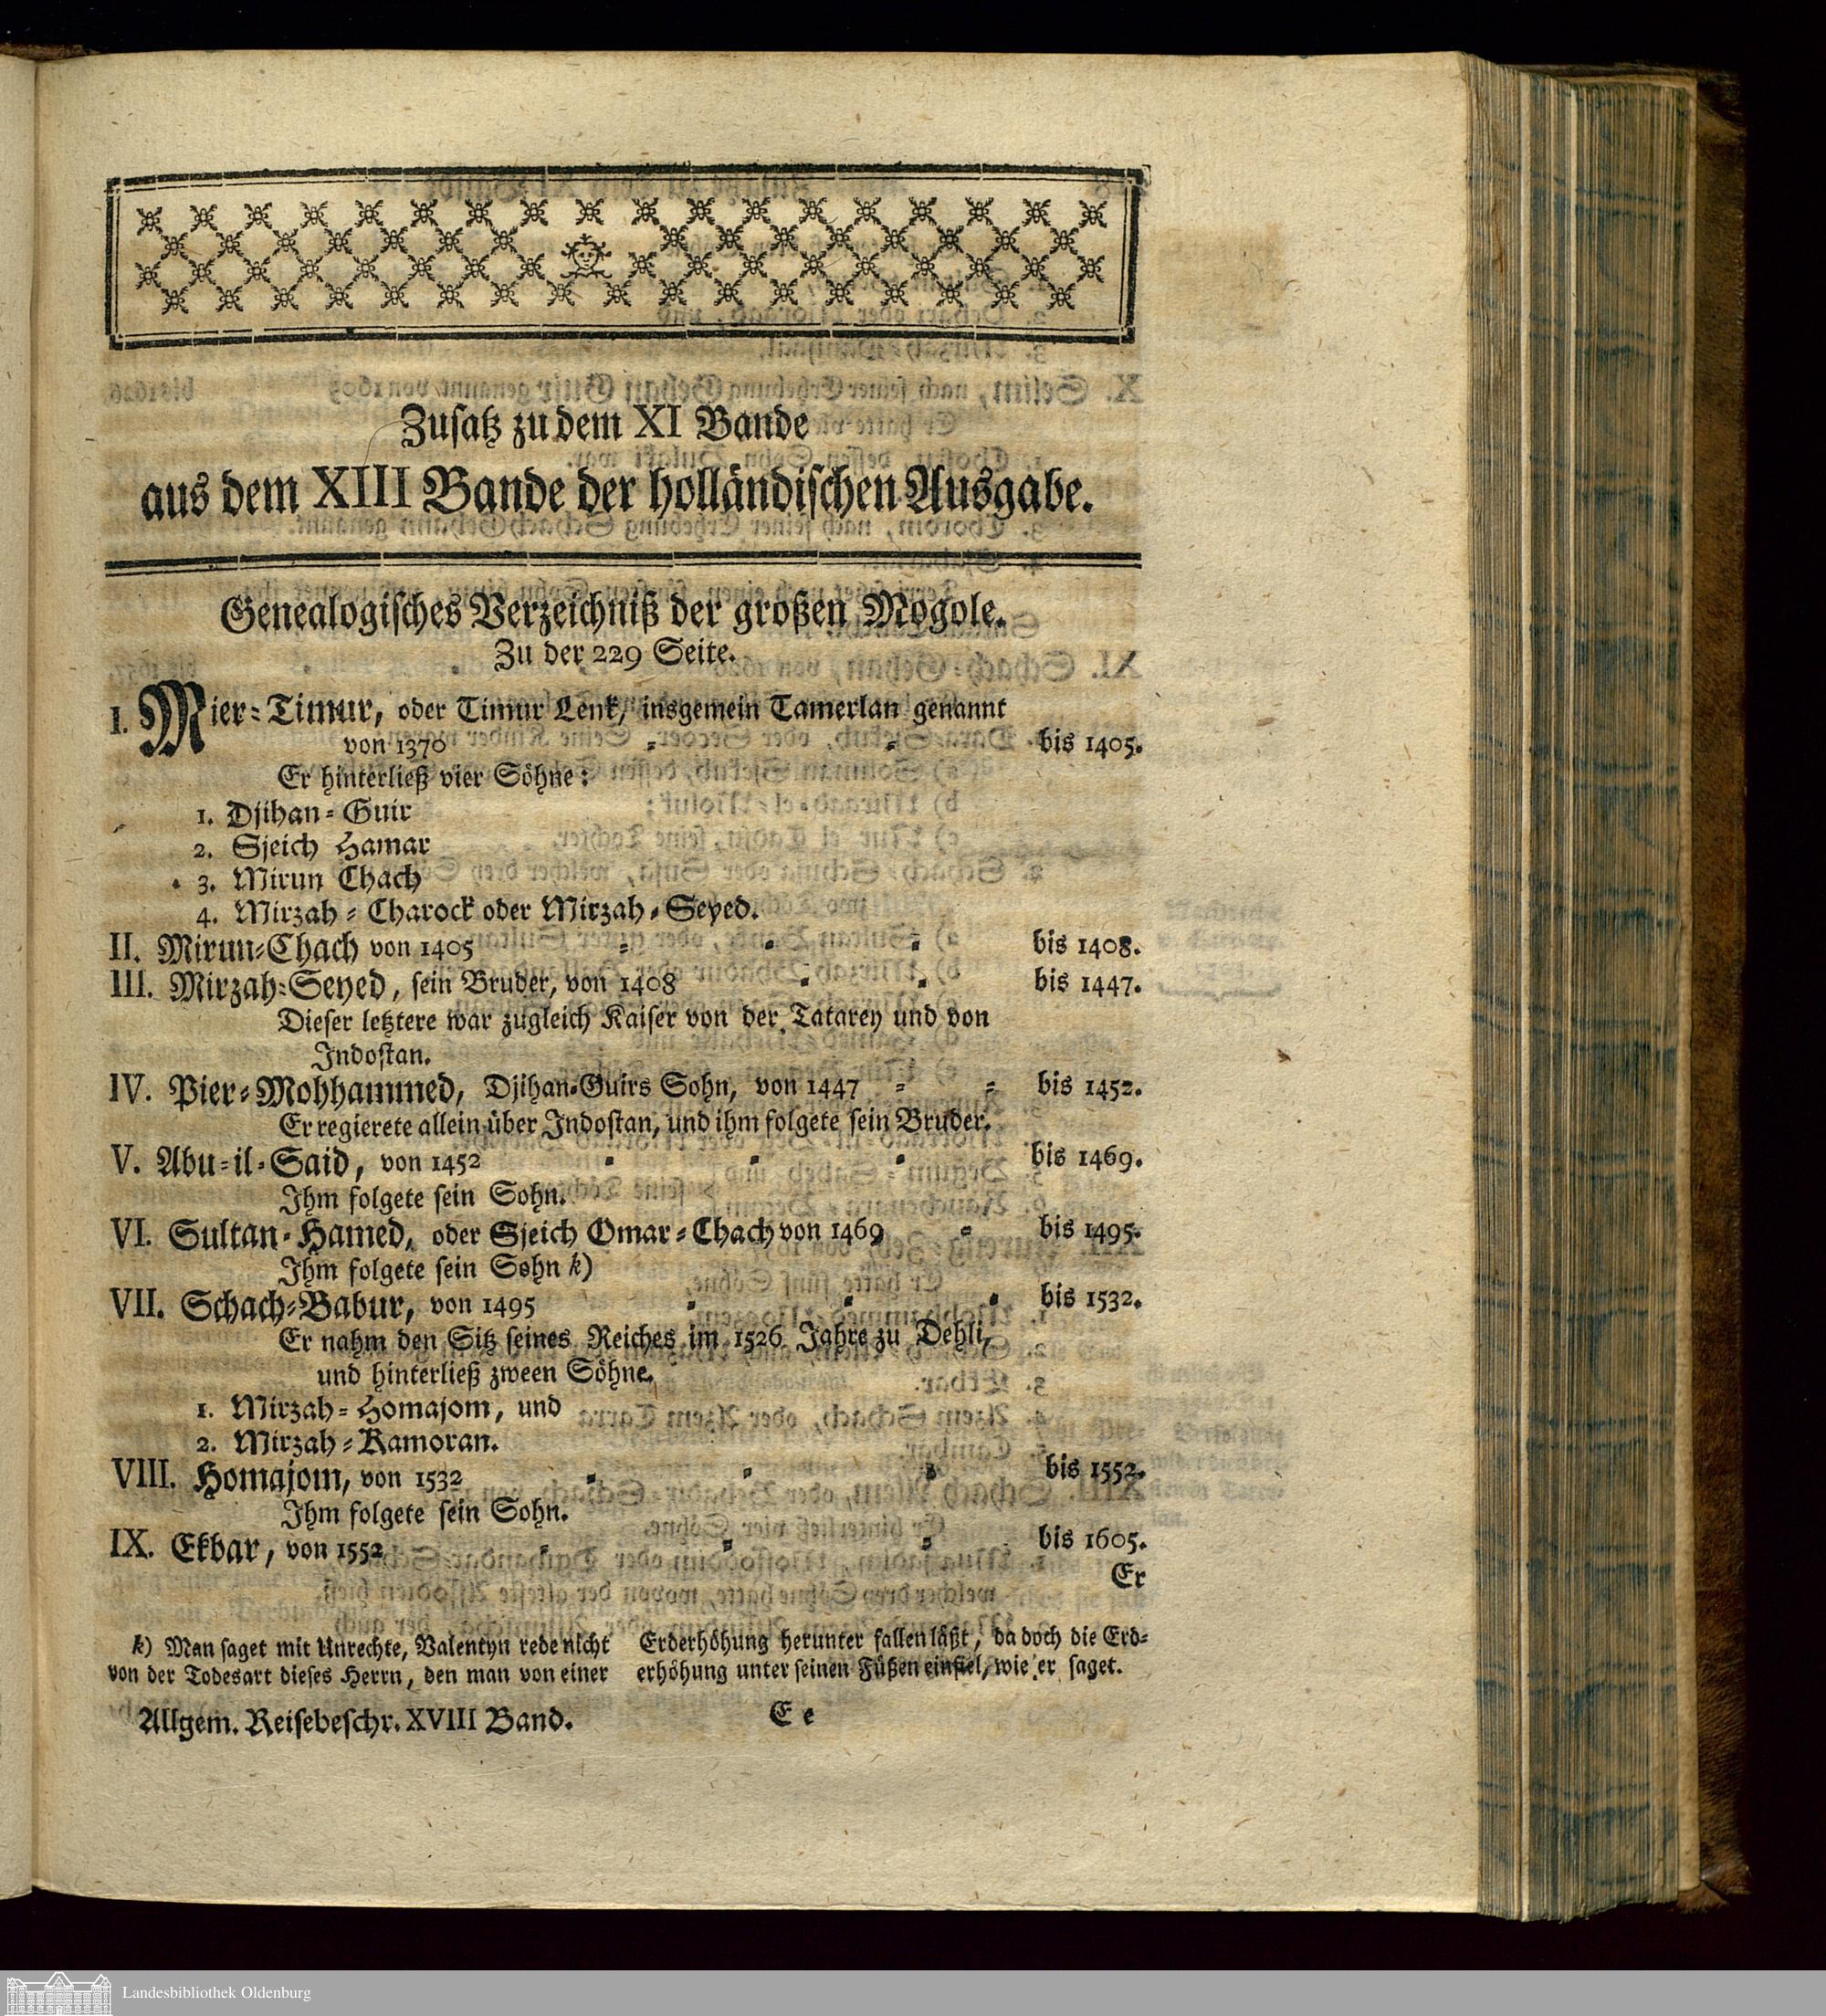 Zusatz zu dem XI Bande
aus dem XIII Bande der holländischen Ausgabe.
Genealogisches Verzeichniß der großen Mogole.
Zu der 229 Seite.
I. Mier-Timur, oder Timur Lenk, insgemein Tamerlan genannt
von 1370 = = bis 1405.
Er hinterließ vier Söhne:
1. Djihan-Guir
2. Sjeich Hamar
3. Mirun Chach
4. Mirzah-Charock oder Mirzah-Seyed.
II. Mirun-Chach von 1405 = = = bis 1408.
III. Mirzah-Seyed, sein Bruder, von 1408 = = bis 1447.
Dieser letztere war zugleich Kaiser von der Tatarey und von
Indostan.
IV. Pier-Mohhammed, Djihan-Guirs Sohn, von 1447 = = bis 1452.
Er regierete allein über Indostan, und ihm folgete sein Bruder.
V. Abu-il-Said, von 1452 = = = bis 1469.
Ihm folgete sein Sohn.
VI. Sultan-Hamed, oder Sjeich Omar-Chach von 1469 = bis 1495.
Ihm folgete sein Sohn k)
VII. Schach-Babur, von 1495 = = = bis 1532.
Er nahm den Sitz seines Reiches im 1526 Jahre zu Dehli,
und hinterließ zween Söhne.
1. Mirzah-Homajom, und
2. Mirzah-Kamoran.
VIII. Homajom, von 1532 = = = bis 1552.
Ihm folgete sein Sohn.
IX. Ekbar, von 1552 = = = bis 1605.
Er
k) Man saget mit Unrechte, Valentyn rede nicht
von der Todesart dieses Herrn, den man von einer
Erderhöhung herunter fallen läßt, da doch die Erd-
erhöhung unter seinen Füßen einfiel, wie er saget.
Allgem. Reisebeschr. XVIII Band.
E e
Landesbibliothek Oldenburg